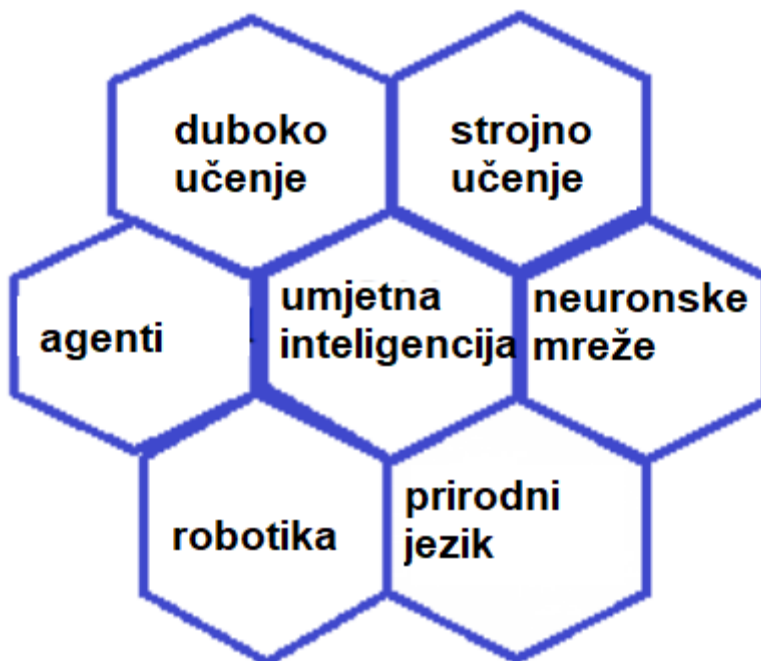 duboko
učenje
strojno
učenje
agenti
umjetna
inteligencija
neuronske
mreže
robotika
prirodni
jezik